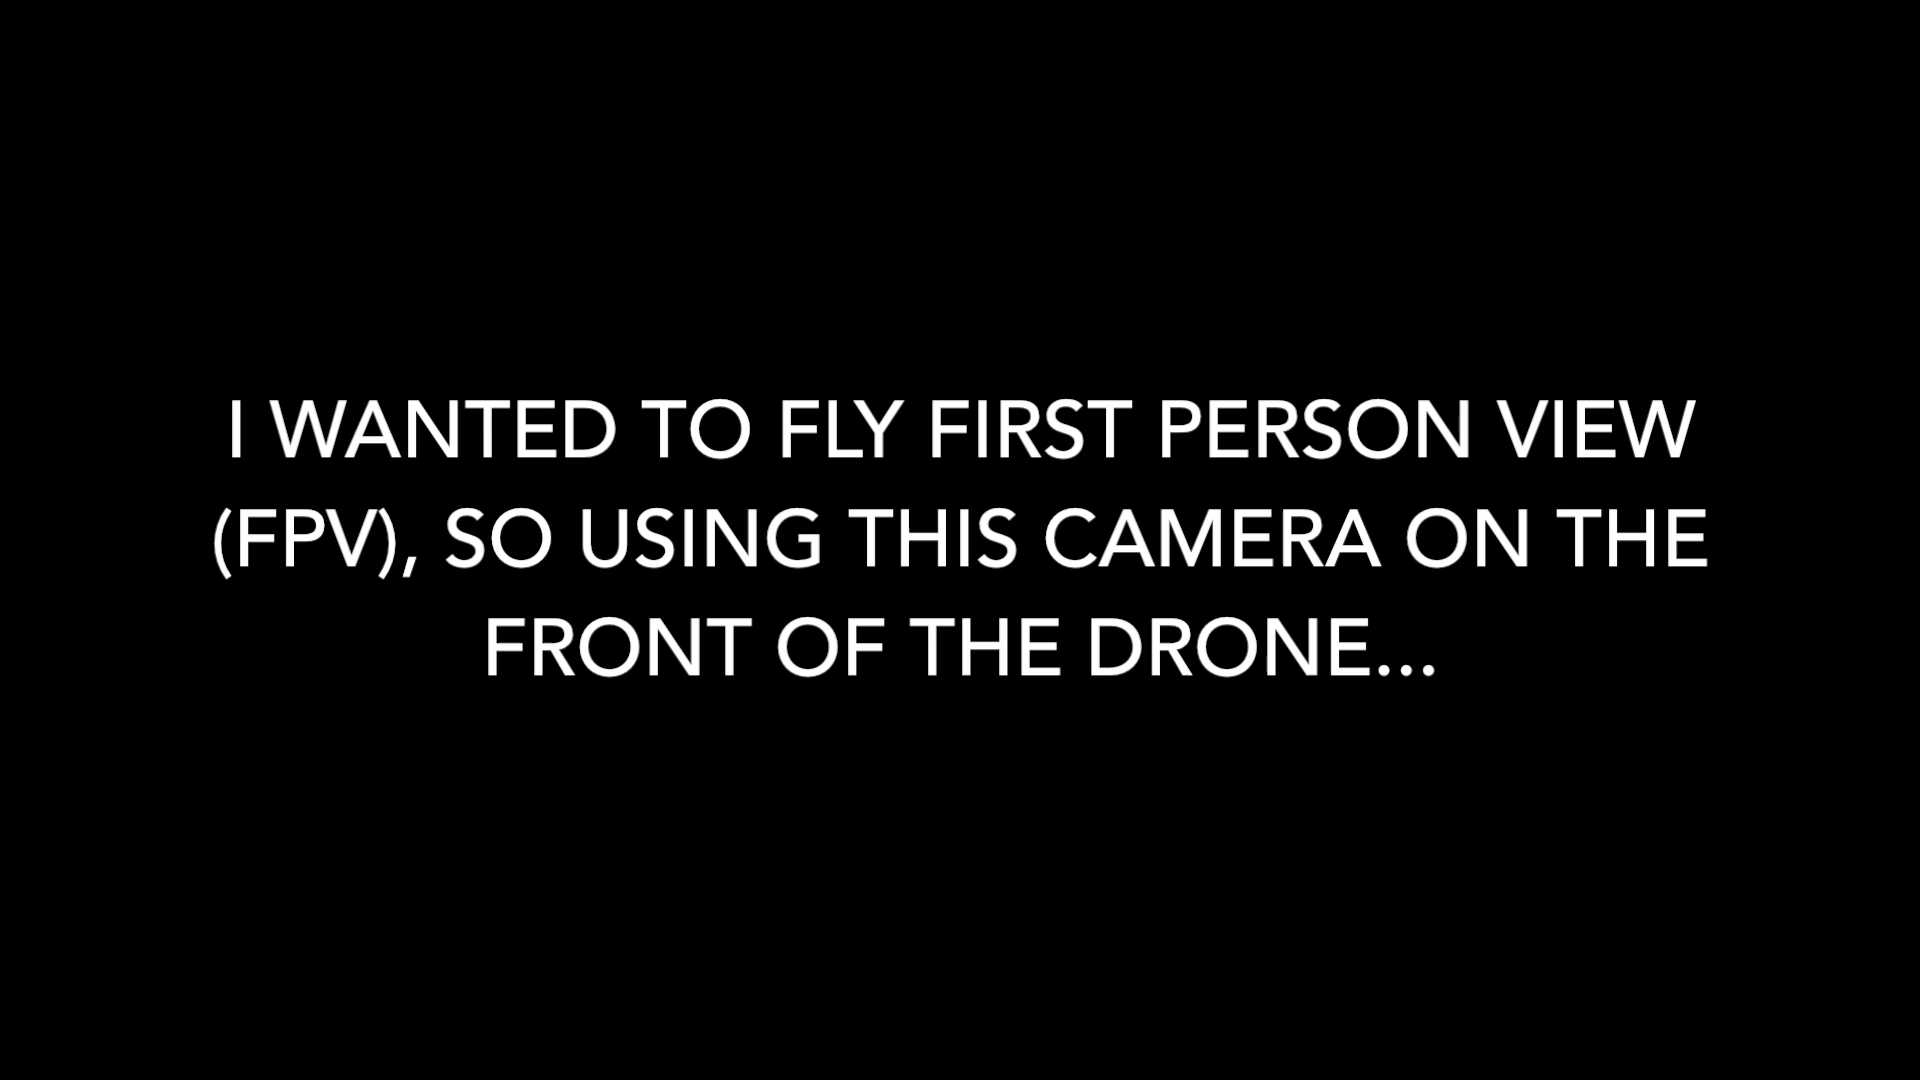 I WANTED TO FLY FIRST PERSON VIEW
(FPV), SO USING THIS CAMERA ON THE
FRONT OF THE DRONE...